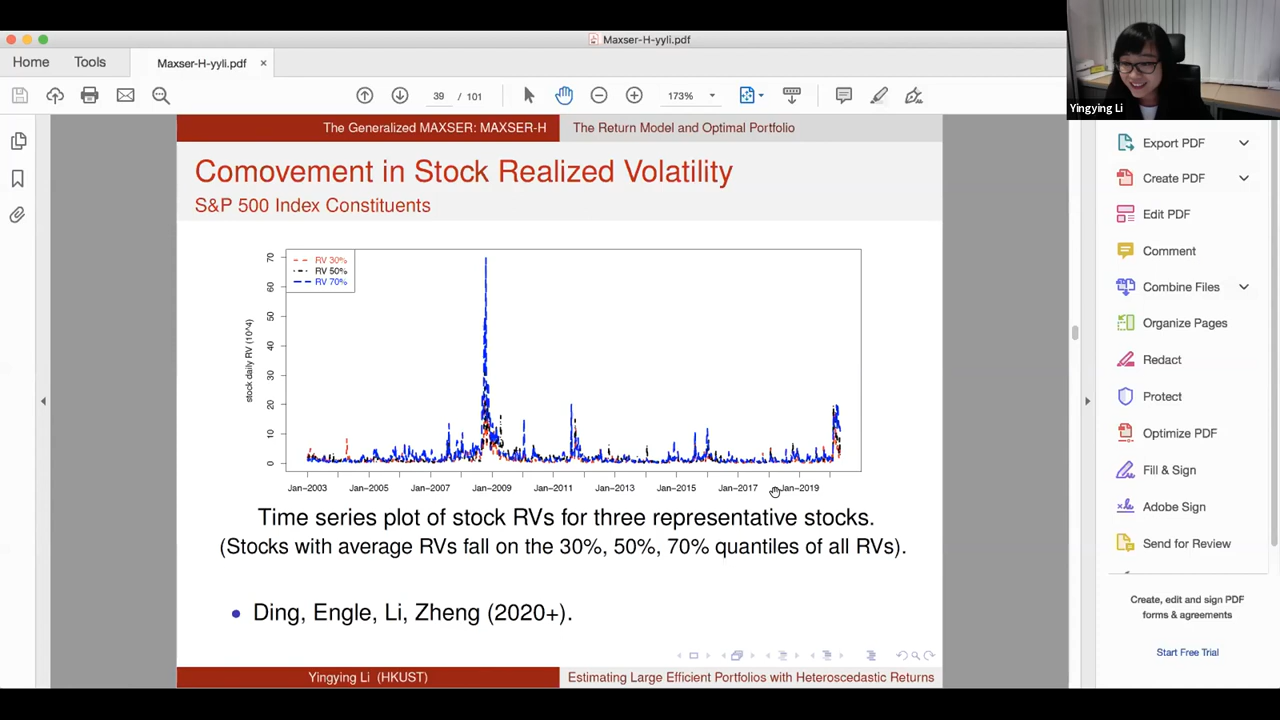 Maxser-H-yyli.pdf
Home
Tools
Maxser-H-yyli.pdf
×
39 / 101
173%
Yingying Li
The Generalized MAXSER: MAXSER-H
The Return Model and Optimal Portfolio
Comovement in Stock Realized Volatility
S&P 500 Index Constituents
RV 30%
RV 50%
RV 70%
stock daily RV (10^4)
70
60
50
40
30
20
10
0
Jan−2003
Jan−2005
Jan−2007
Jan−2009
Jan−2011
Jan−2013
Jan−2015
Jan−2017
Jan−2019
Time series plot of stock RVs for three representative stocks.
(Stocks with average RVs fall on the 30%, 50%, 70% quantiles of all RVs).
• Ding, Engle, Li, Zheng (2020+).
Yingying Li (HKUST)
Estimating Large Efficient Portfolios with Heteroscedastic Returns
Export PDF
Create PDF
Edit PDF
Comment
Combine Files
Organize Pages
Redact
Protect
Optimize PDF
Fill & Sign
Adobe Sign
Send for Review
Create, edit and sign PDF
forms & agreements
Start Free Trial